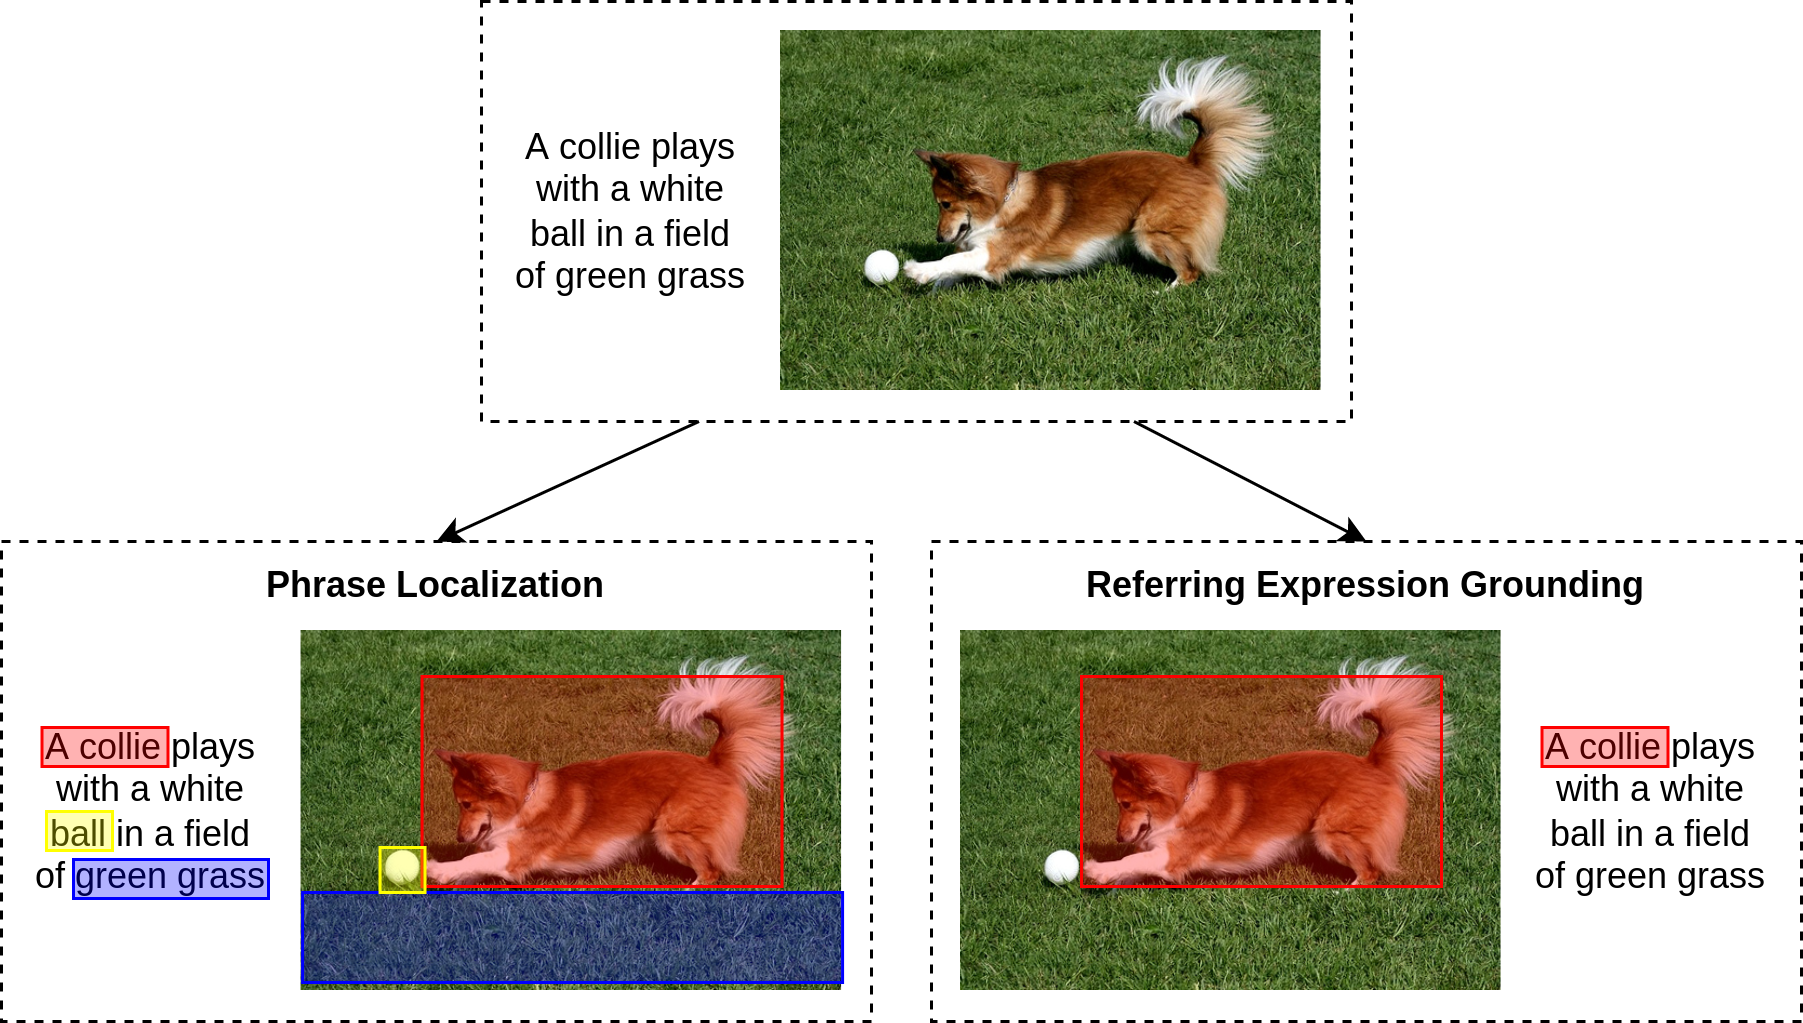 A collie plays
with a white
ball in a field
of green grass
Phrase Localization
A collie plays
with a white
ball in a field
of green grass
Referring Expression Grounding
A collie plays
with a white
ball in a field
of green grass